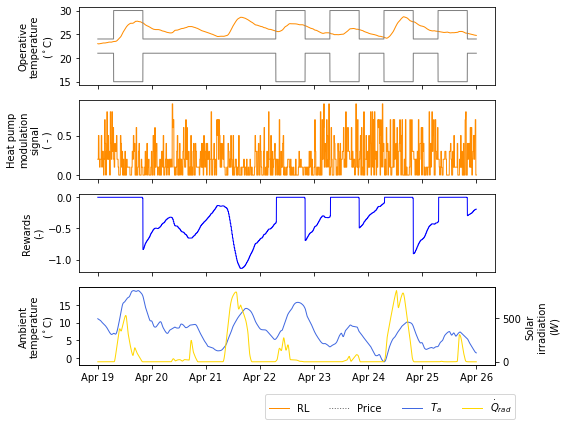 Operative
temperature
(°C)
30
25
20
15
Heat pump
modulation
signal
( - )
0.5
0.0
Rewards
(-)
0.0
−0.5
−1.0
Ambient
temperature
(°C)
15
10
5
0
500
0
Solar
irradiation
(W)
Apr 19 Apr 20 Apr 21 Apr 22 Apr 23 Apr 24 Apr 25 Apr 26
RL Price T_a Q̇_rad